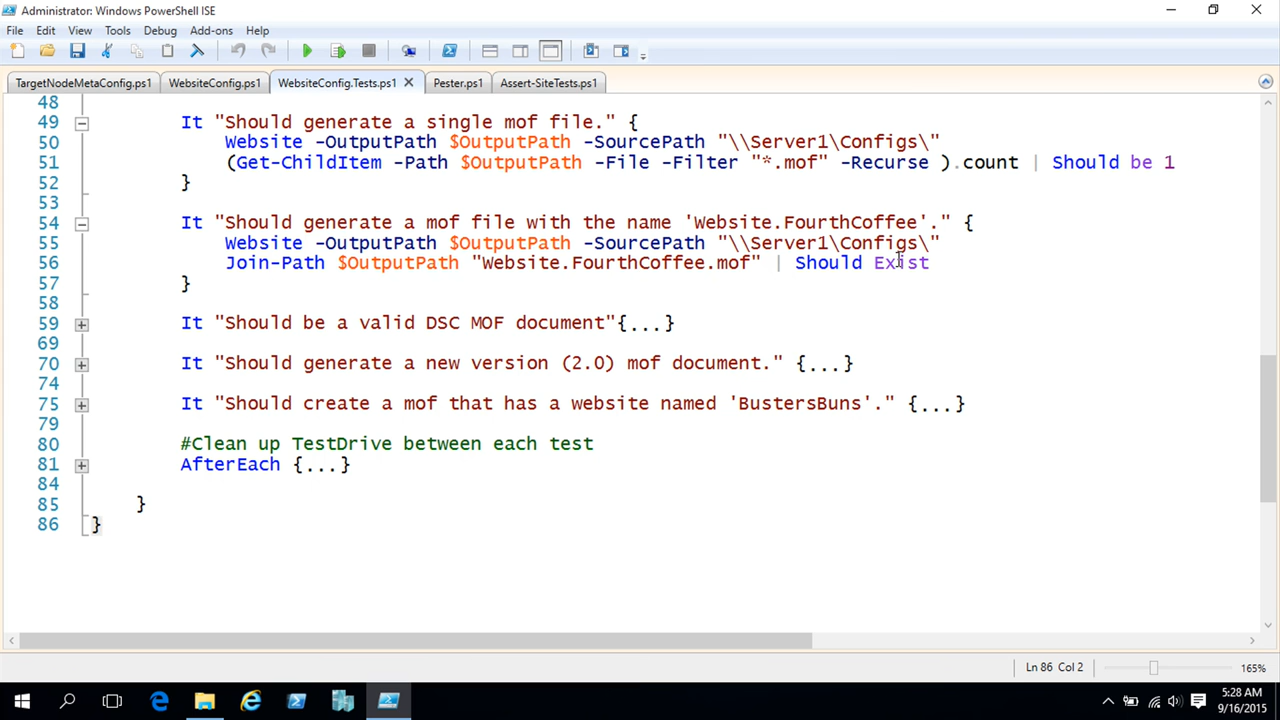 Administrator: Windows PowerShell ISE
File Edit View Tools Debug Add-ons Help
TargetNodeMetaConfig.ps1 WebsiteConfig.ps1 WebsiteConfig.Tests.ps1 Pester.ps1 Assert-SiteTests.ps1
48
49 It "Should generate a single mof file." {
50 Website -OutputPath $OutputPath -SourcePath "\\Server1\Configs\"
51 (Get-ChildItem -Path $OutputPath -File -Filter "*.mof" -Recurse ).count | Should be 1
52 }
53
54 It "Should generate a mof file with the name 'Website.FourthCoffee'." {
55 Website -OutputPath $OutputPath -SourcePath "\\Server1\Configs\"
56 Join-Path $OutputPath "Website.FourthCoffee.mof" | Should Exist
57 }
58
59 It "Should be a valid DSC MOF document"{...}
69
70 It "Should generate a new version (2.0) mof document." {...}
74
75 It "Should create a mof that has a website named 'BustersBuns'." {...}
79
80 #Clean up TestDrive between each test
81 AfterEach {...}
84
85 }
86 }
Ln 86 Col 2 165%
5:28 AM
9/16/2015